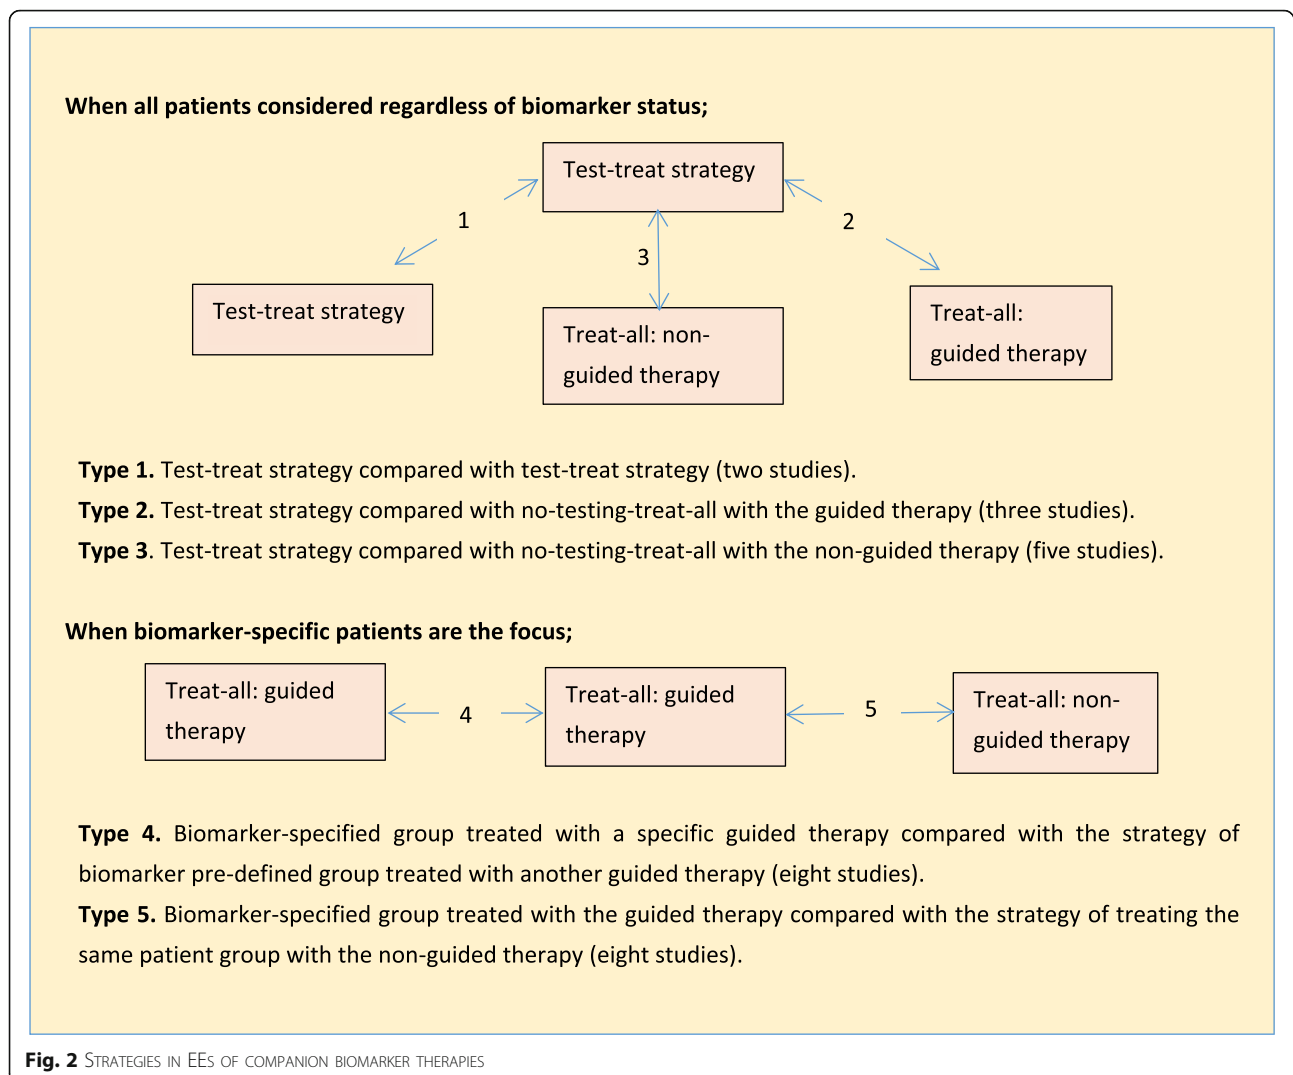 When all patients considered regardless of biomarker status;
Test-treat strategy
1
2
3
Test-treat strategy
Treat-all: non-
guided therapy
Treat-all:
guided therapy
Type 1. Test-treat strategy compared with test-treat strategy (two studies).
Type 2. Test-treat strategy compared with no-testing-treat-all with the guided therapy (three studies).
Type 3. Test-treat strategy compared with no-testing-treat-all with the non-guided therapy (five studies).
When biomarker-specific patients are the focus;
Treat-all: guided
therapy
4
Treat-all: guided
therapy
5
Treat-all: non-
guided therapy
Type 4. Biomarker-specified group treated with a specific guided therapy compared with the strategy of
biomarker pre-defined group treated with another guided therapy (eight studies).
Type 5. Biomarker-specified group treated with the guided therapy compared with the strategy of treating the
same patient group with the non-guided therapy (eight studies).
Fig. 2 STRATEGIES IN EES OF COMPANION BIOMARKER THERAPIES